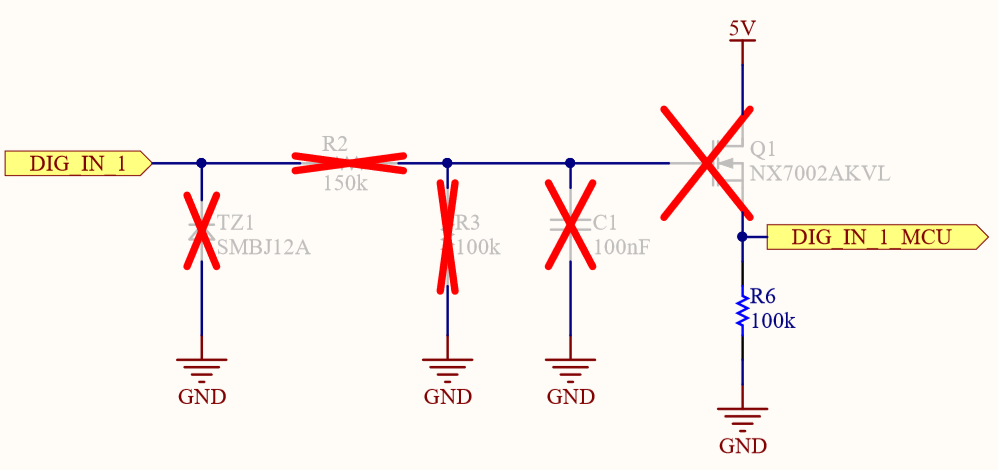 5V
DIG_IN_1
R2
150k
Q1
NX7002AKVL
TZ1
SMBJ12A
R3
100k
C1
100nF
DIG_IN_1_MCU
R6
100k
GND
GND
GND
GND